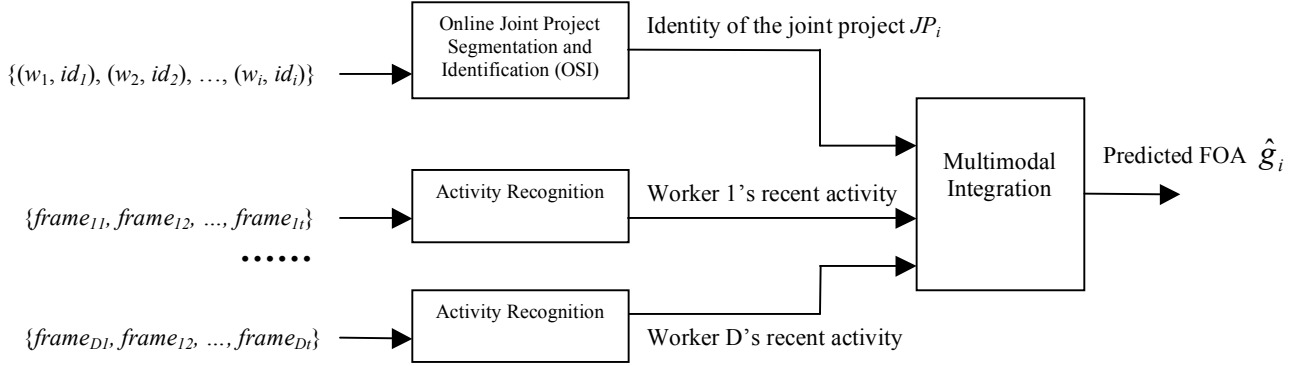 Online Joint Project
Segmentation and
Identification (OSI)
Identity of the joint project JPi
{(w1, id1), (w2, id2), …, (wi, idi)}
Multimodal
Integration
Predicted FOA ĝi
Activity Recognition
Worker 1’s recent activity
{frame11, frame12, …, frame1t}
……
Activity Recognition
Worker D’s recent activity
{frameD1, frame12, …, frameDt}